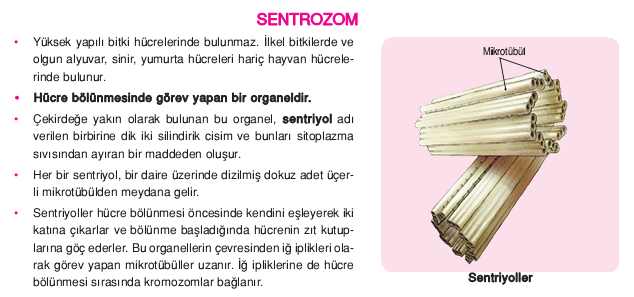 SENTROZOM
• Yüksek yapılı bitki hücrelerinde bulunmaz. İlkel bitkilerde ve
olgun alyuvar, sinir, yumurta hücreleri hariç hayvan hücrele-
rinde bulunur.
• Hücre bölünmesinde görev yapan bir organeldir.
• Çekirdeğe yakın olarak bulunan bu organel, sentriyol adı
verilen birbirine dik iki silindirik cisim ve bunları sitoplazma
sıvısından ayıran bir maddeden oluşur.
• Her bir sentriyol, bir daire üzerinde dizilmiş dokuz adet üçer-
li mikrotübülden meydana gelir.
• Sentriyoller hücre bölünmesi öncesinde kendini eşleyerek iki
katına çıkarlar ve bölünme başladığında hücrenin zıt kutup-
larına göç ederler. Bu organellerin çevresinden iğ iplikleri ola-
rak görev yapan mikrotübüller uzanır. İğ ipliklerine de hücre
bölünmesi sırasında kromozomlar bağlanır.
Mikrotübül
Sentriyoller